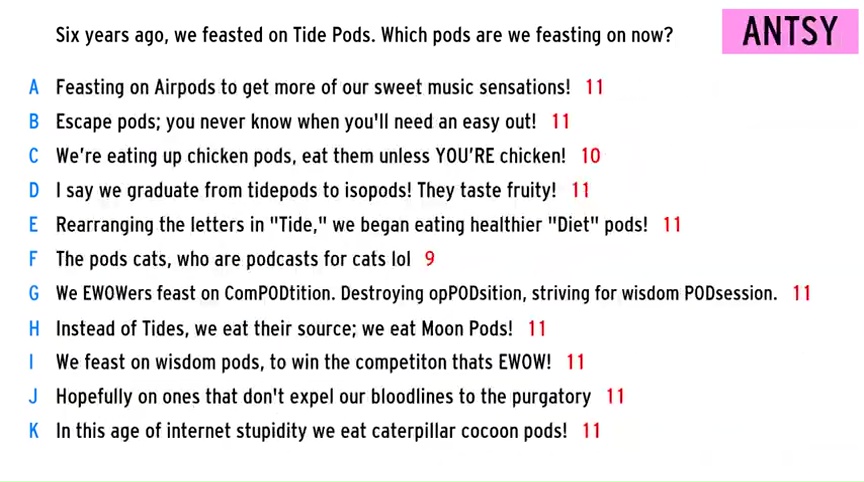 Six years ago, we feasted on Tide Pods. Which pods are we feasting on now?
ANTSY
A Feasting on Airpods to get more of our sweet music sensations! 11
B Escape pods; you never know when you'll need an easy out! 11
C We're eating up chicken pods, eat them unless YOU'RE chicken! 10
D I say we graduate from tidepods to isopods! They taste fruity! 11
E Rearranging the letters in "Tide," we began eating healthier "Diet" pods! 11
F The pods cats, who are podcasts for cats lol 9
G We EWOWers feast on ComPODtition. Destroying opPODsition, striving for wisdom PODsession. 11
H Instead of Tides, we eat their source; we eat Moon Pods! 11
I We feast on wisdom pods, to win the competiton thats EWOW! 11
J Hopefully on ones that don't expel our bloodlines to the purgatory 11
K In this age of internet stupidity we eat caterpillar cocoon pods! 11